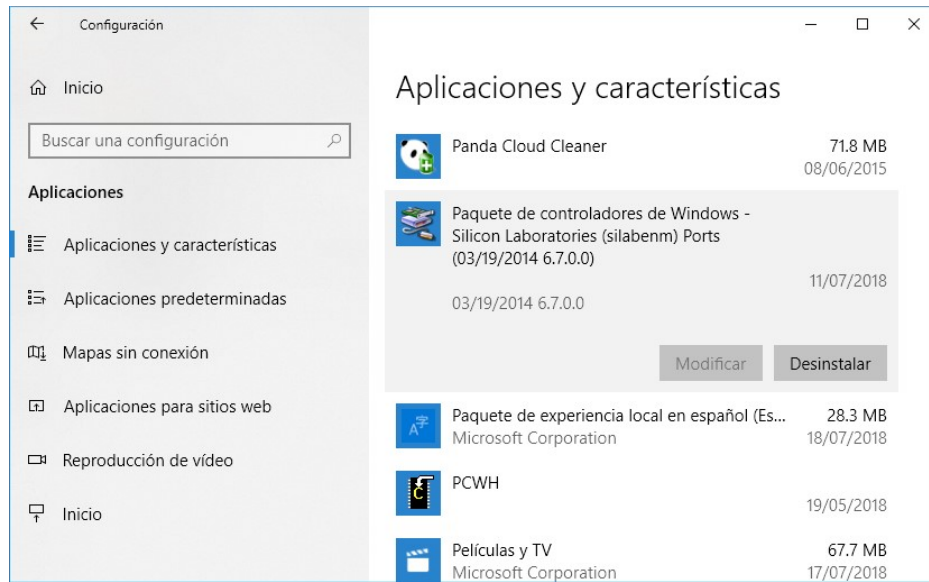 Configuración
Inicio
Buscar una configuración
Aplicaciones
Aplicaciones y características
Aplicaciones predeterminadas
Mapas sin conexión
Aplicaciones para sitios web
Reproducción de vídeo
Inicio
Aplicaciones y características
Panda Cloud Cleaner 71.8 MB
08/06/2015
Paquete de controladores de Windows -
Silicon Laboratories (silabenm) Ports
(03/19/2014 6.7.0.0)
11/07/2018
03/19/2014 6.7.0.0
Modificar Desinstalar
Paquete de experiencia local en español (Es... 28.3 MB
Microsoft Corporation 18/07/2018
PCWH
19/05/2018
Películas y TV 67.7 MB
Microsoft Corporation 17/07/2018